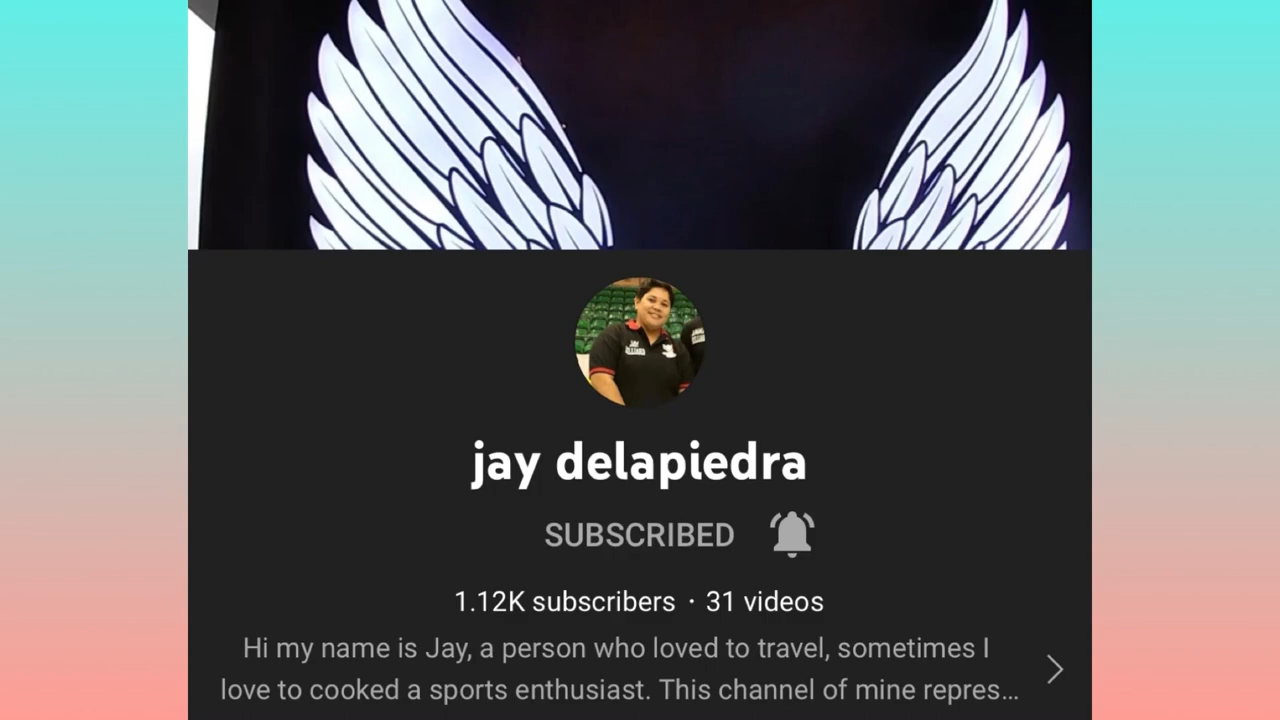 jay delapiedra
SUBSCRIBED
1.12K subscribers · 31 videos
Hi my name is Jay, a person who loved to travel, sometimes I
love to cooked a sports enthusiast. This channel of mine repres...